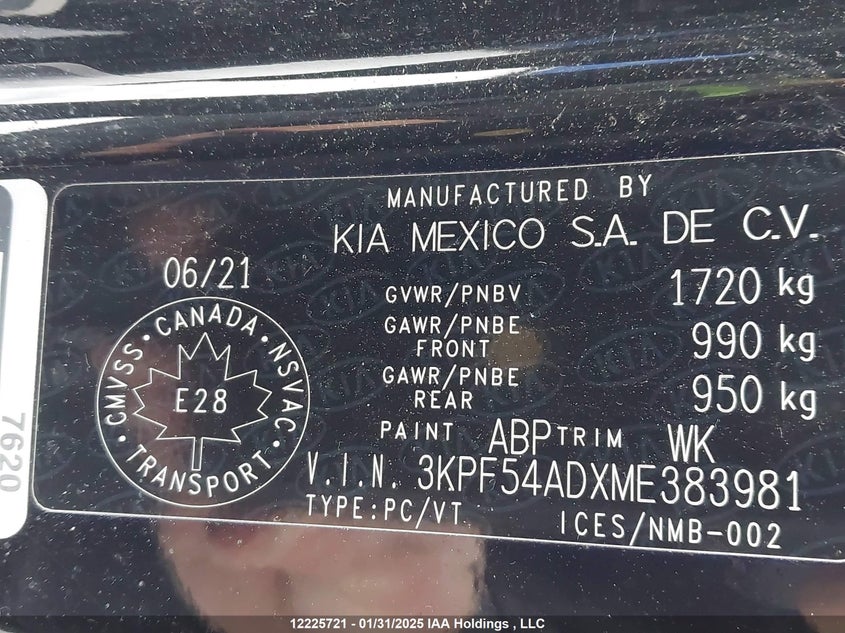 MANUFACTURED BY
KIA MEXICO S.A. DE C.V.
06/21
GVWR/PNBV 1720 kg
GAWR/PNBE FRONT 990 kg
GAWR/PNBE REAR 950 kg
CMVSS · CANADA · NSVAC · TRANSPORT
E28
PAINT ABP TRIM WK
V.I.N. 3KPF54ADXME383981
TYPE:PC/VT ICES/NMB-002
7620
12225721 - 01/31/2025 IAA Holdings , LLC